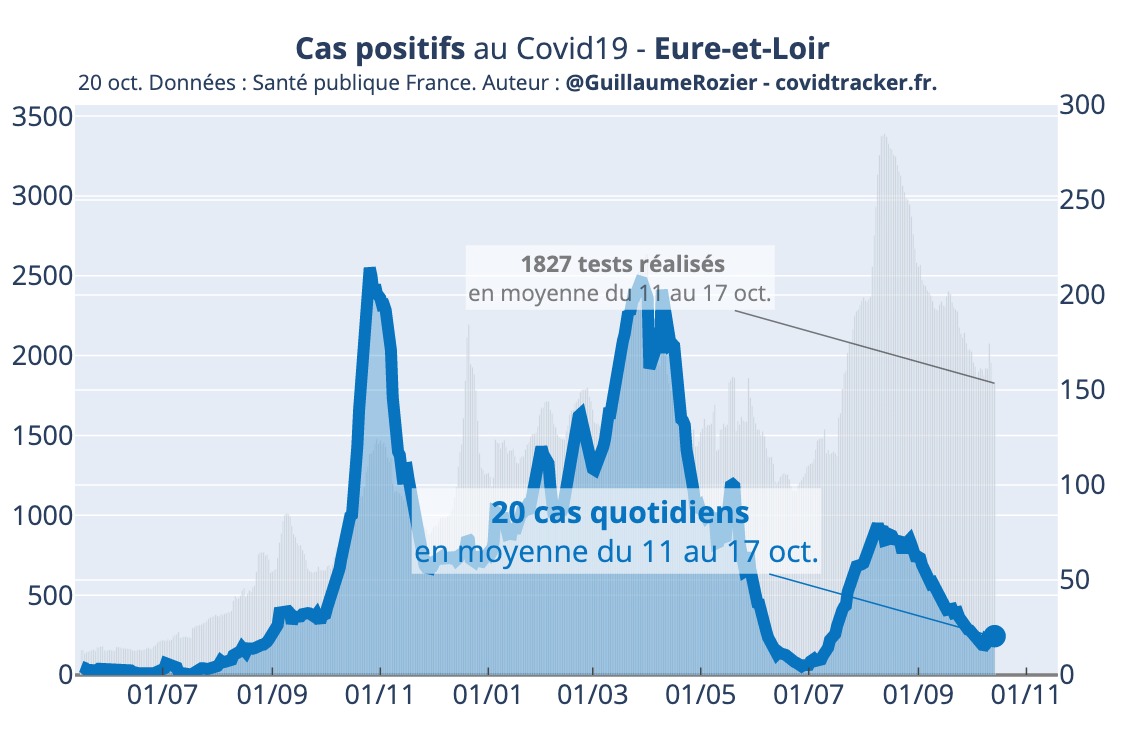 Cas positifs au Covid19 - Eure-et-Loir
20 oct. Données : Santé publique France. Auteur : @GuillaumeRozier - covidtracker.fr.
3500
3000
2500
2000
1500
1000
500
0
300
250
200
150
100
50
0
1827 tests réalisés
en moyenne du 11 au 17 oct.
20 cas quotidiens
en moyenne du 11 au 17 oct.
01/07 01/09 01/11 01/01 01/03 01/05 01/07 01/09 01/11